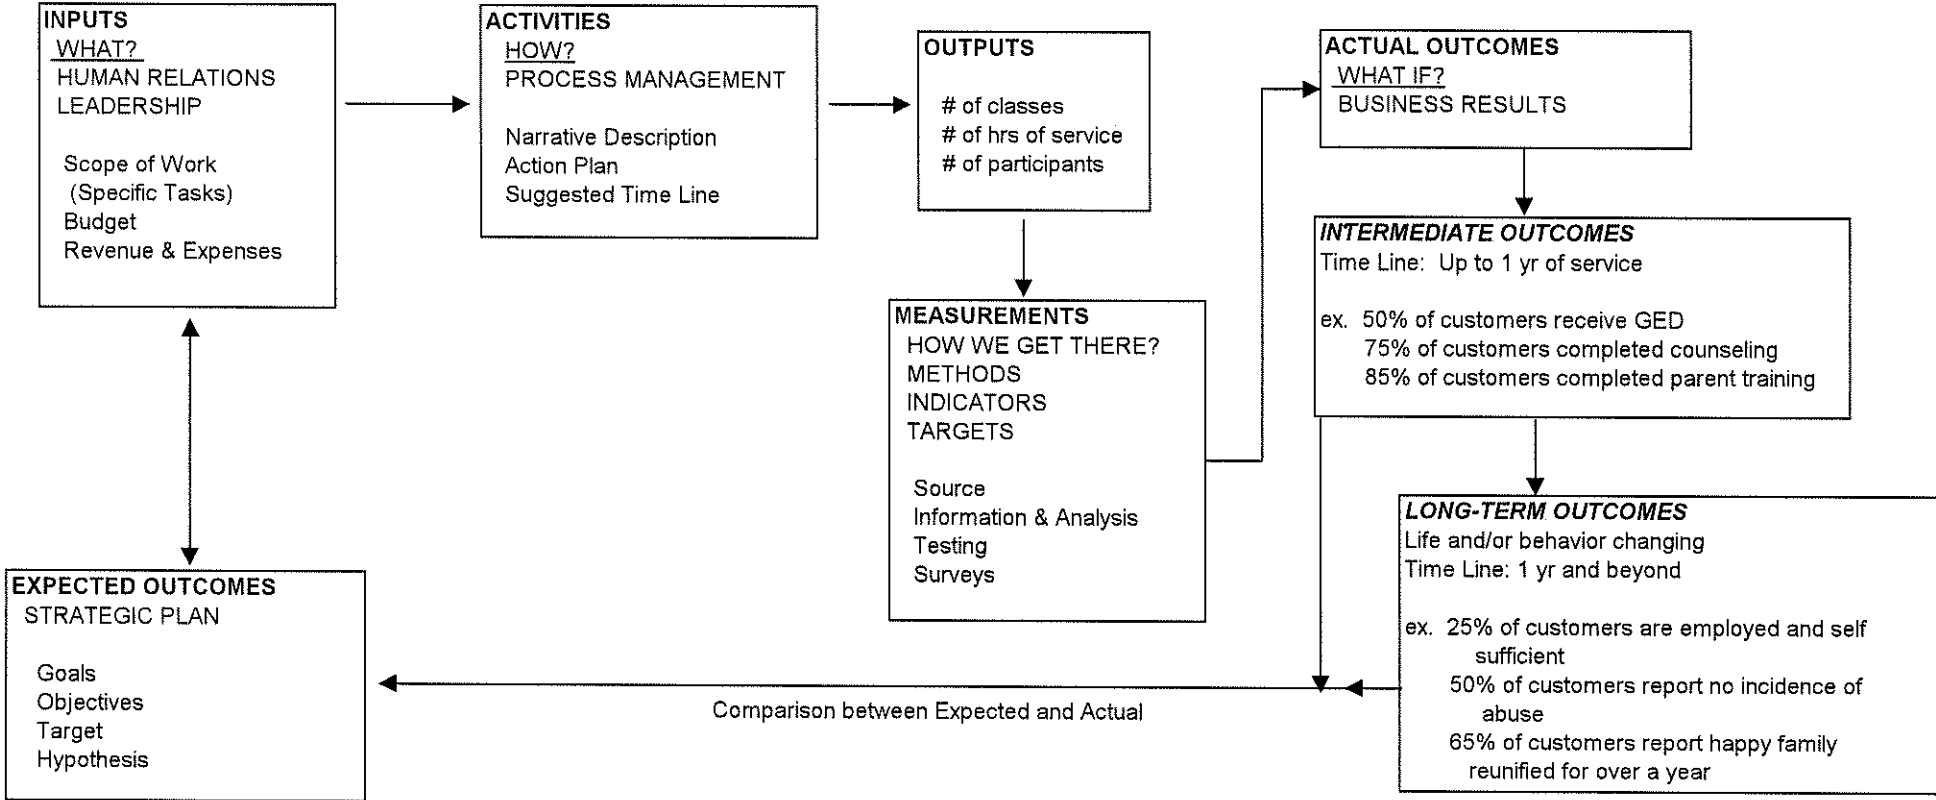 INPUTS
WHAT?
HUMAN RELATIONS
LEADERSHIP
Scope of Work
(Specific Tasks)
Budget
Revenue & Expenses
ACTIVITIES
HOW?
PROCESS MANAGEMENT
Narrative Description
Action Plan
Suggested Time Line
OUTPUTS
# of classes
# of hrs of service
# of participants
MEASUREMENTS
HOW WE GET THERE?
METHODS
INDICATORS
TARGETS
Source
Information & Analysis
Testing
Surveys
ACTUAL OUTCOMES
WHAT IF?
BUSINESS RESULTS
INTERMEDIATE OUTCOMES
Time Line: Up to 1 yr of service
ex. 50% of customers receive GED
75% of customers completed counseling
85% of customers completed parent training
LONG-TERM OUTCOMES
Life and/or behavior changing
Time Line: 1 yr and beyond
ex. 25% of customers are employed and self
sufficient
50% of customers report no incidence of
abuse
65% of customers report happy family
reunified for over a year
Comparison between Expected and Actual
EXPECTED OUTCOMES
STRATEGIC PLAN
Goals
Objectives
Target
Hypothesis